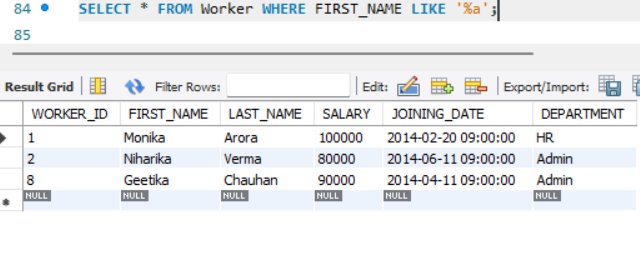 84 SELECT * FROM Worker WHERE FIRST_NAME LIKE '%a';
85
Result Grid Filter Rows: Edit: Export/Import:
WORKER_ID FIRST_NAME LAST_NAME SALARY JOINING_DATE DEPARTMENT
1 Monika Arora 100000 2014-02-20 09:00:00 HR
2 Niharika Verma 80000 2014-06-11 09:00:00 Admin
8 Geetika Chauhan 90000 2014-04-11 09:00:00 Admin
NULL NULL NULL NULL NULL NULL